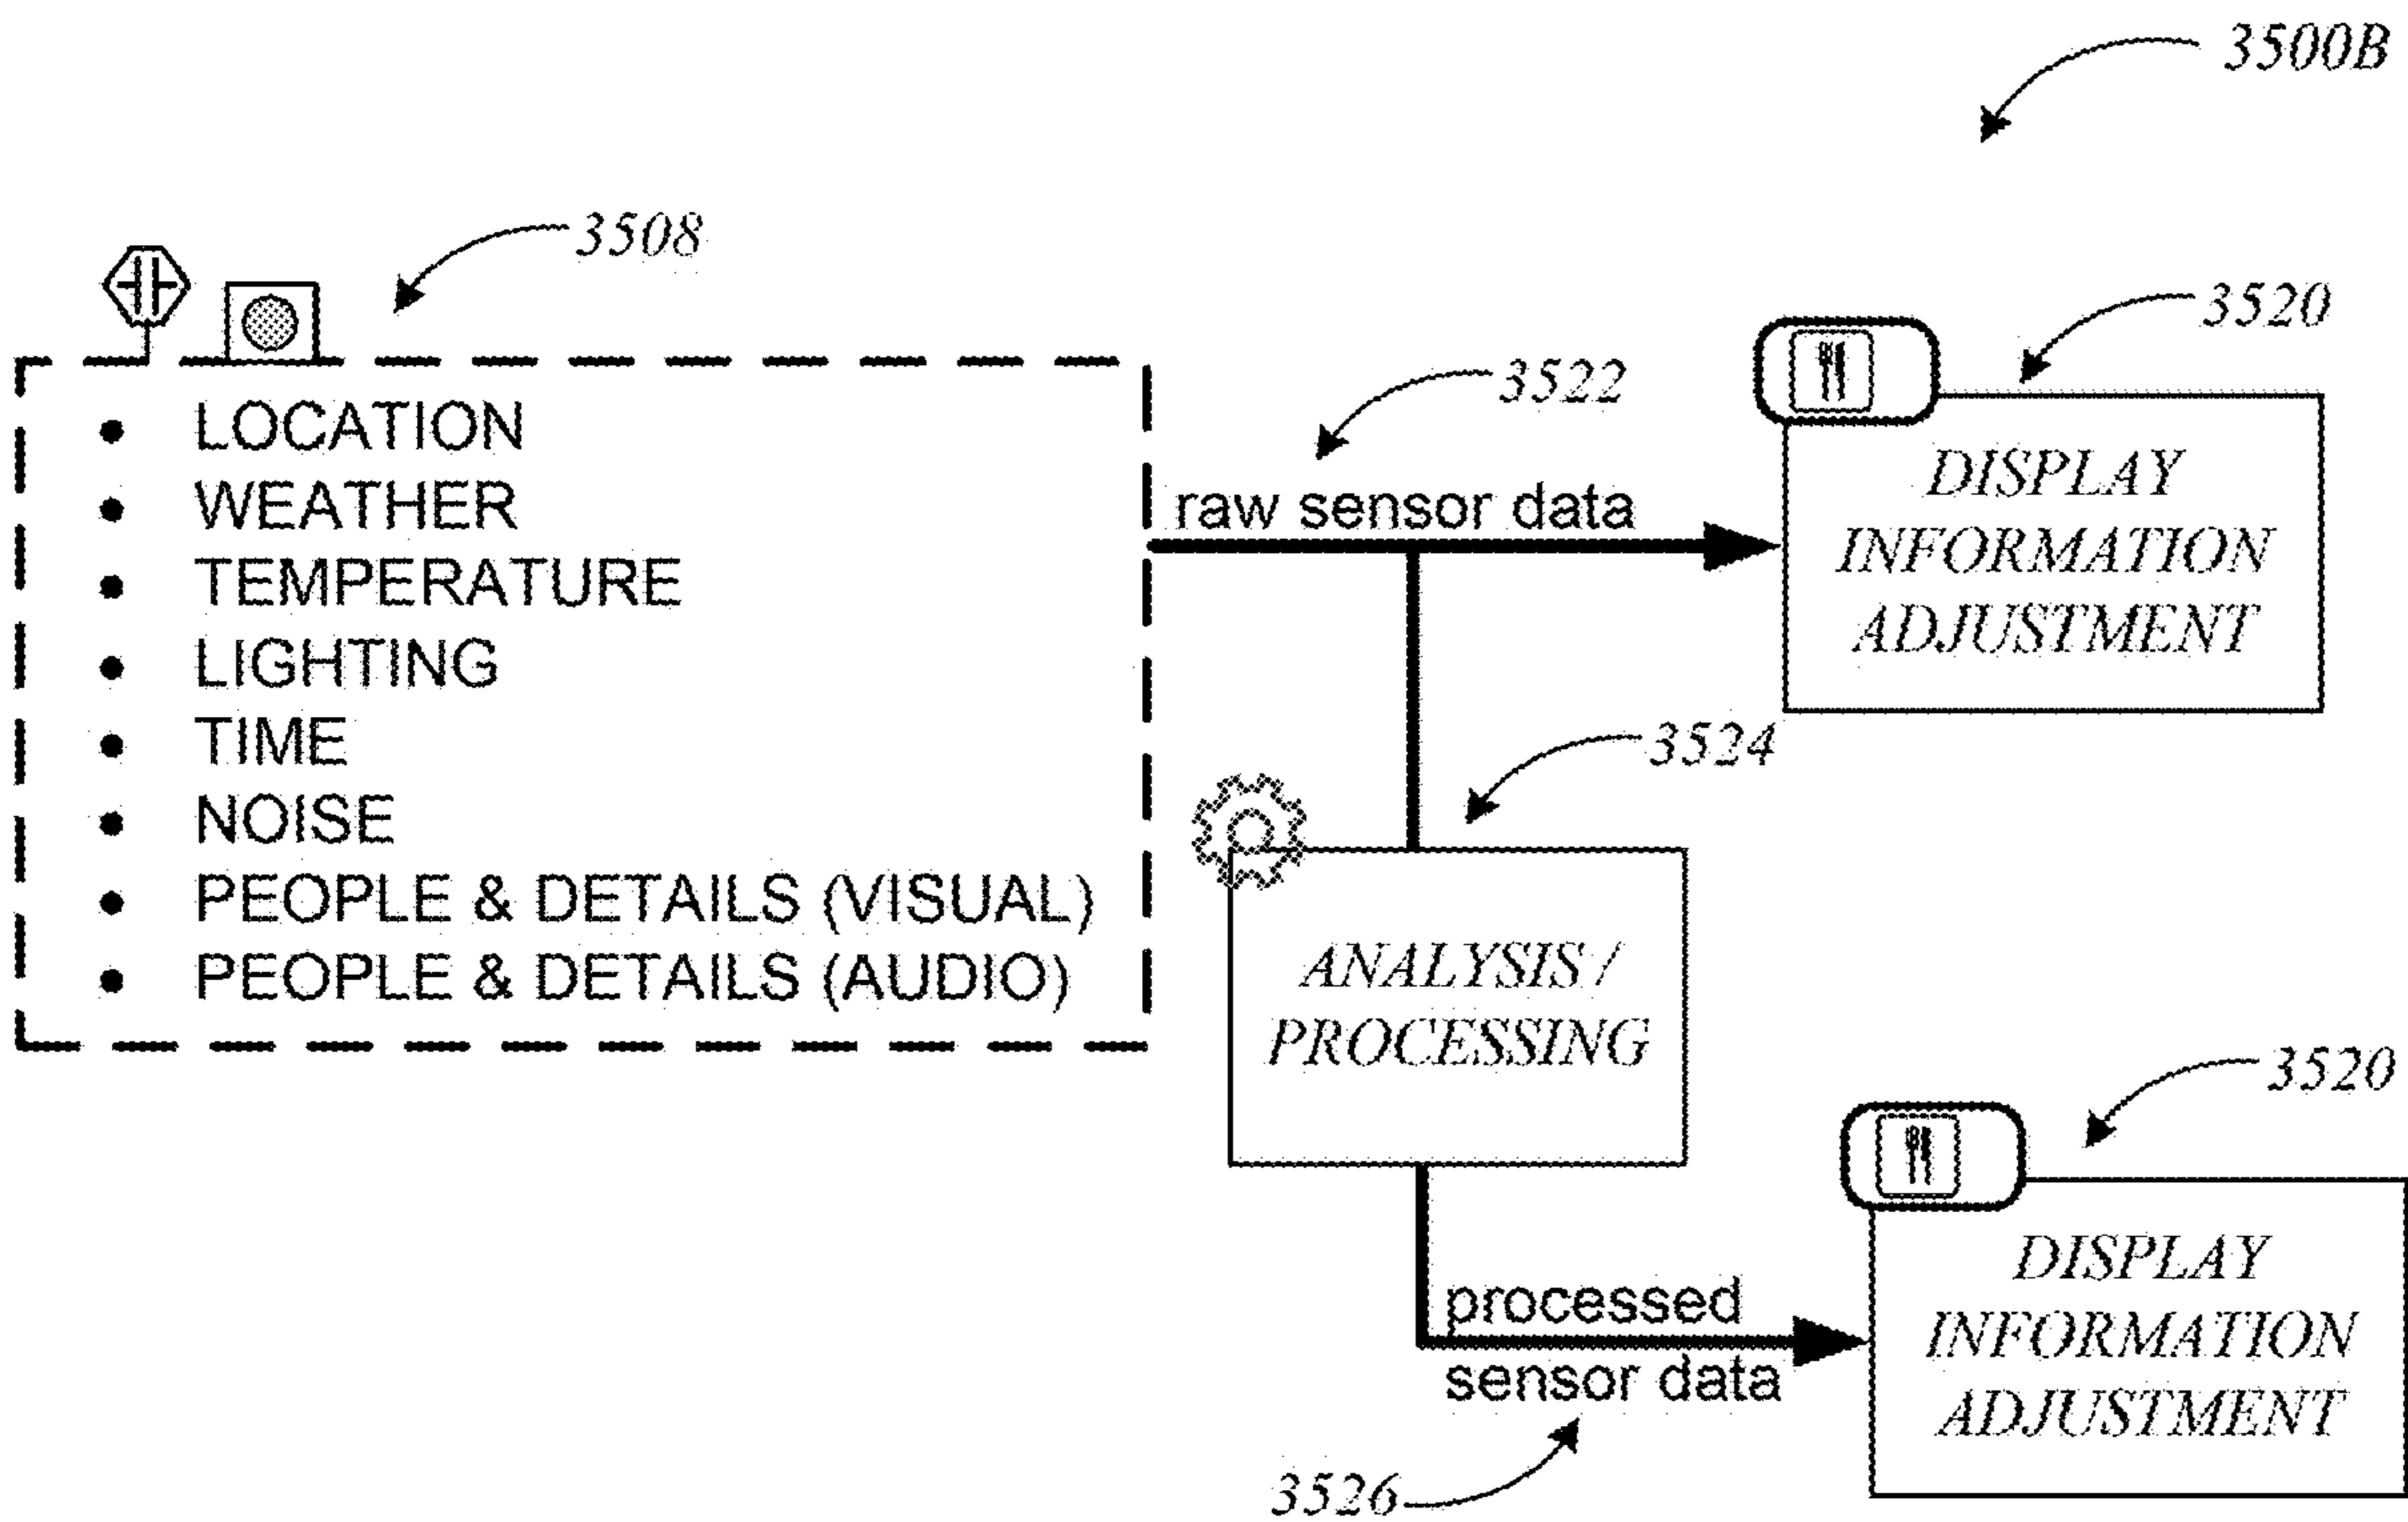 3500B
3508
3520
3522
• LOCATION
• WEATHER
• TEMPERATURE
• LIGHTING
• TIME
• NOISE
• PEOPLE & DETAILS (VISUAL)
• PEOPLE & DETAILS (AUDIO)
raw sensor data
DISPLAY
INFORMATION
ADJUSTMENT
3524
ANALYSIS /
PROCESSING
3520
processed
sensor data
DISPLAY
INFORMATION
ADJUSTMENT
3526